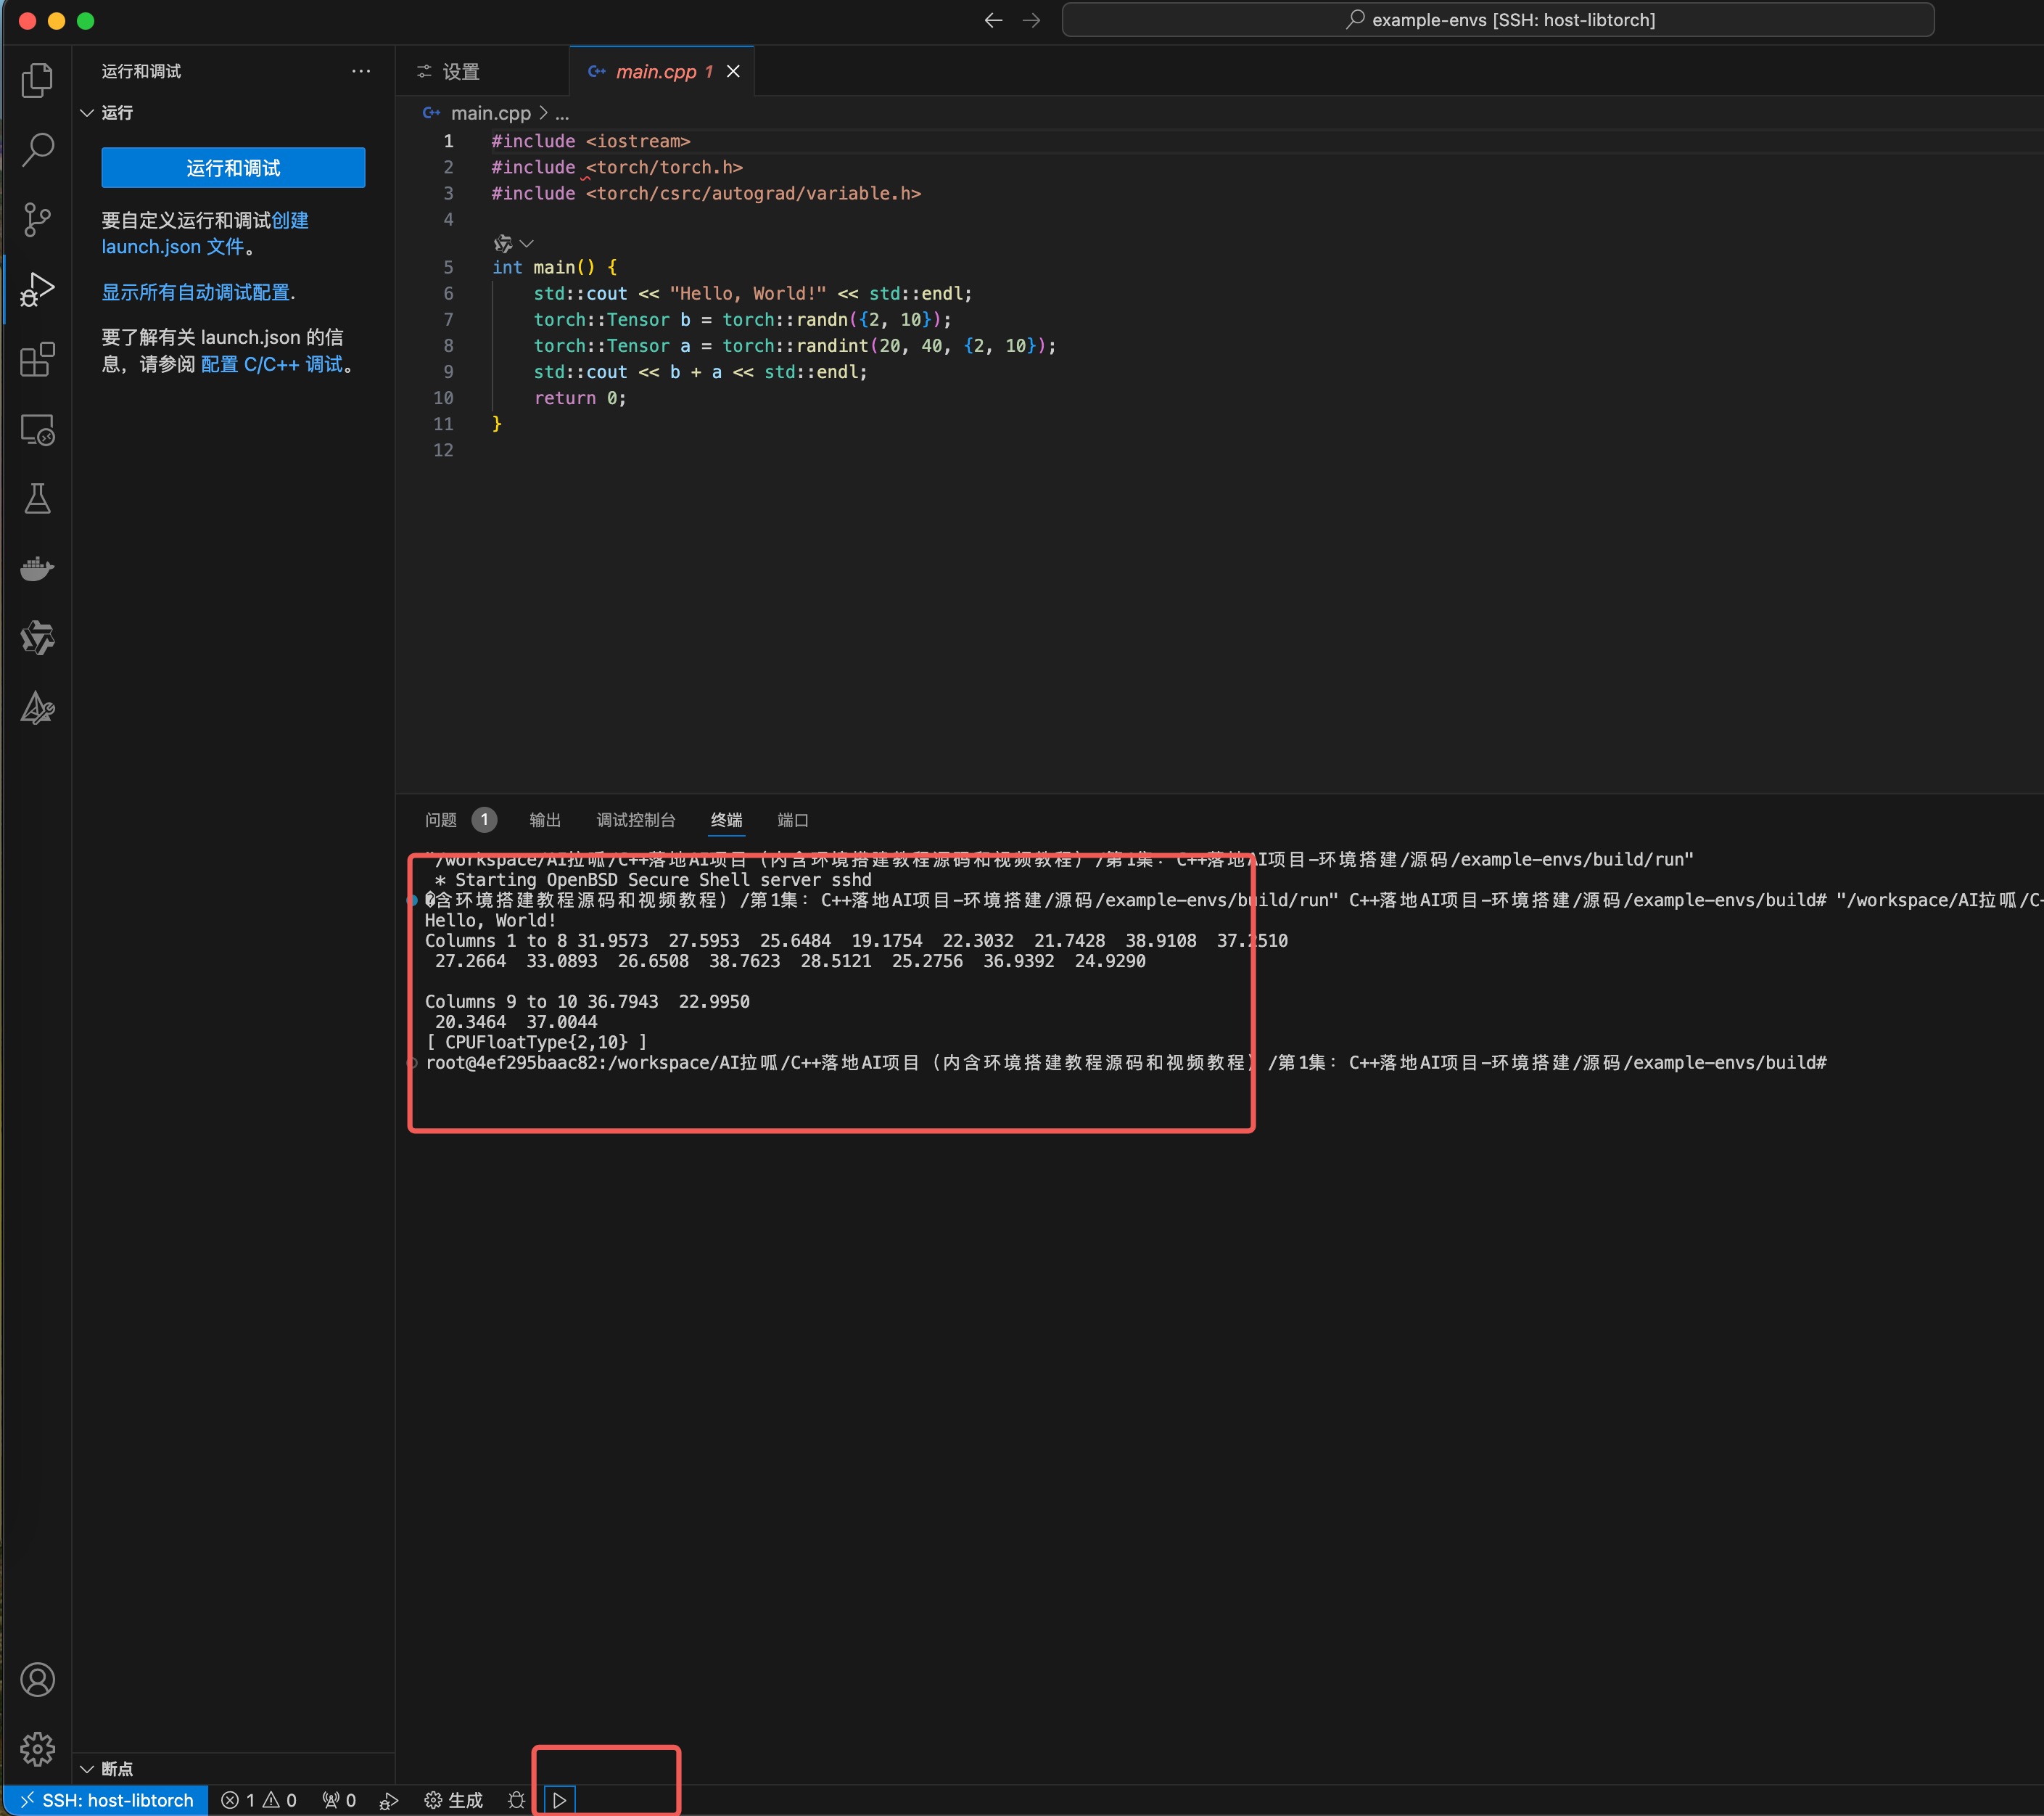 example-envs [SSH: host-libtorch]
运行和调试
运行
运行和调试
要自定义运行和调试创建
launch.json 文件。
显示所有自动调试配置.
要了解有关 launch.json 的信
息，请参阅 配置 C/C++ 调试。
设置
main.cpp 1
main.cpp > ...
1 #include <iostream>
2 #include <torch/torch.h>
3 #include <torch/csrc/autograd/variable.h>
4
5 int main() {
6 std::cout << "Hello, World!" << std::endl;
7 torch::Tensor b = torch::randn({2, 10});
8 torch::Tensor a = torch::randint(20, 40, {2, 10});
9 std::cout << b + a << std::endl;
10 return 0;
11 }
12
问题 1 输出 调试控制台 终端 端口
"/workspace/AI拉呱/C++落地AI项目（内含环境搭建教程源码和视频教程）/第1集：C++落地AI项目-环境搭建/源码/example-envs/build/run"
* Starting OpenBSD Secure Shell server sshd
�含环境搭建教程源码和视频教程）/第1集：C++落地AI项目-环境搭建/源码/example-envs/build/run" C++落地AI项目-环境搭建/源码/example-envs/build# "/workspace/AI拉呱/C-
Hello, World!
Columns 1 to 8 31.9573 27.5953 25.6484 19.1754 22.3032 21.7428 38.9108 37.2510
27.2664 33.0893 26.6508 38.7623 28.5121 25.2756 36.9392 24.9290
Columns 9 to 10 36.7943 22.9950
20.3464 37.0044
[ CPUFloatType{2,10} ]
root@4ef295baac82:/workspace/AI拉呱/C++落地AI项目（内含环境搭建教程源码和视频教程）/第1集：C++落地AI项目-环境搭建/源码/example-envs/build#
断点
SSH: host-libtorch 1 0 0 生成